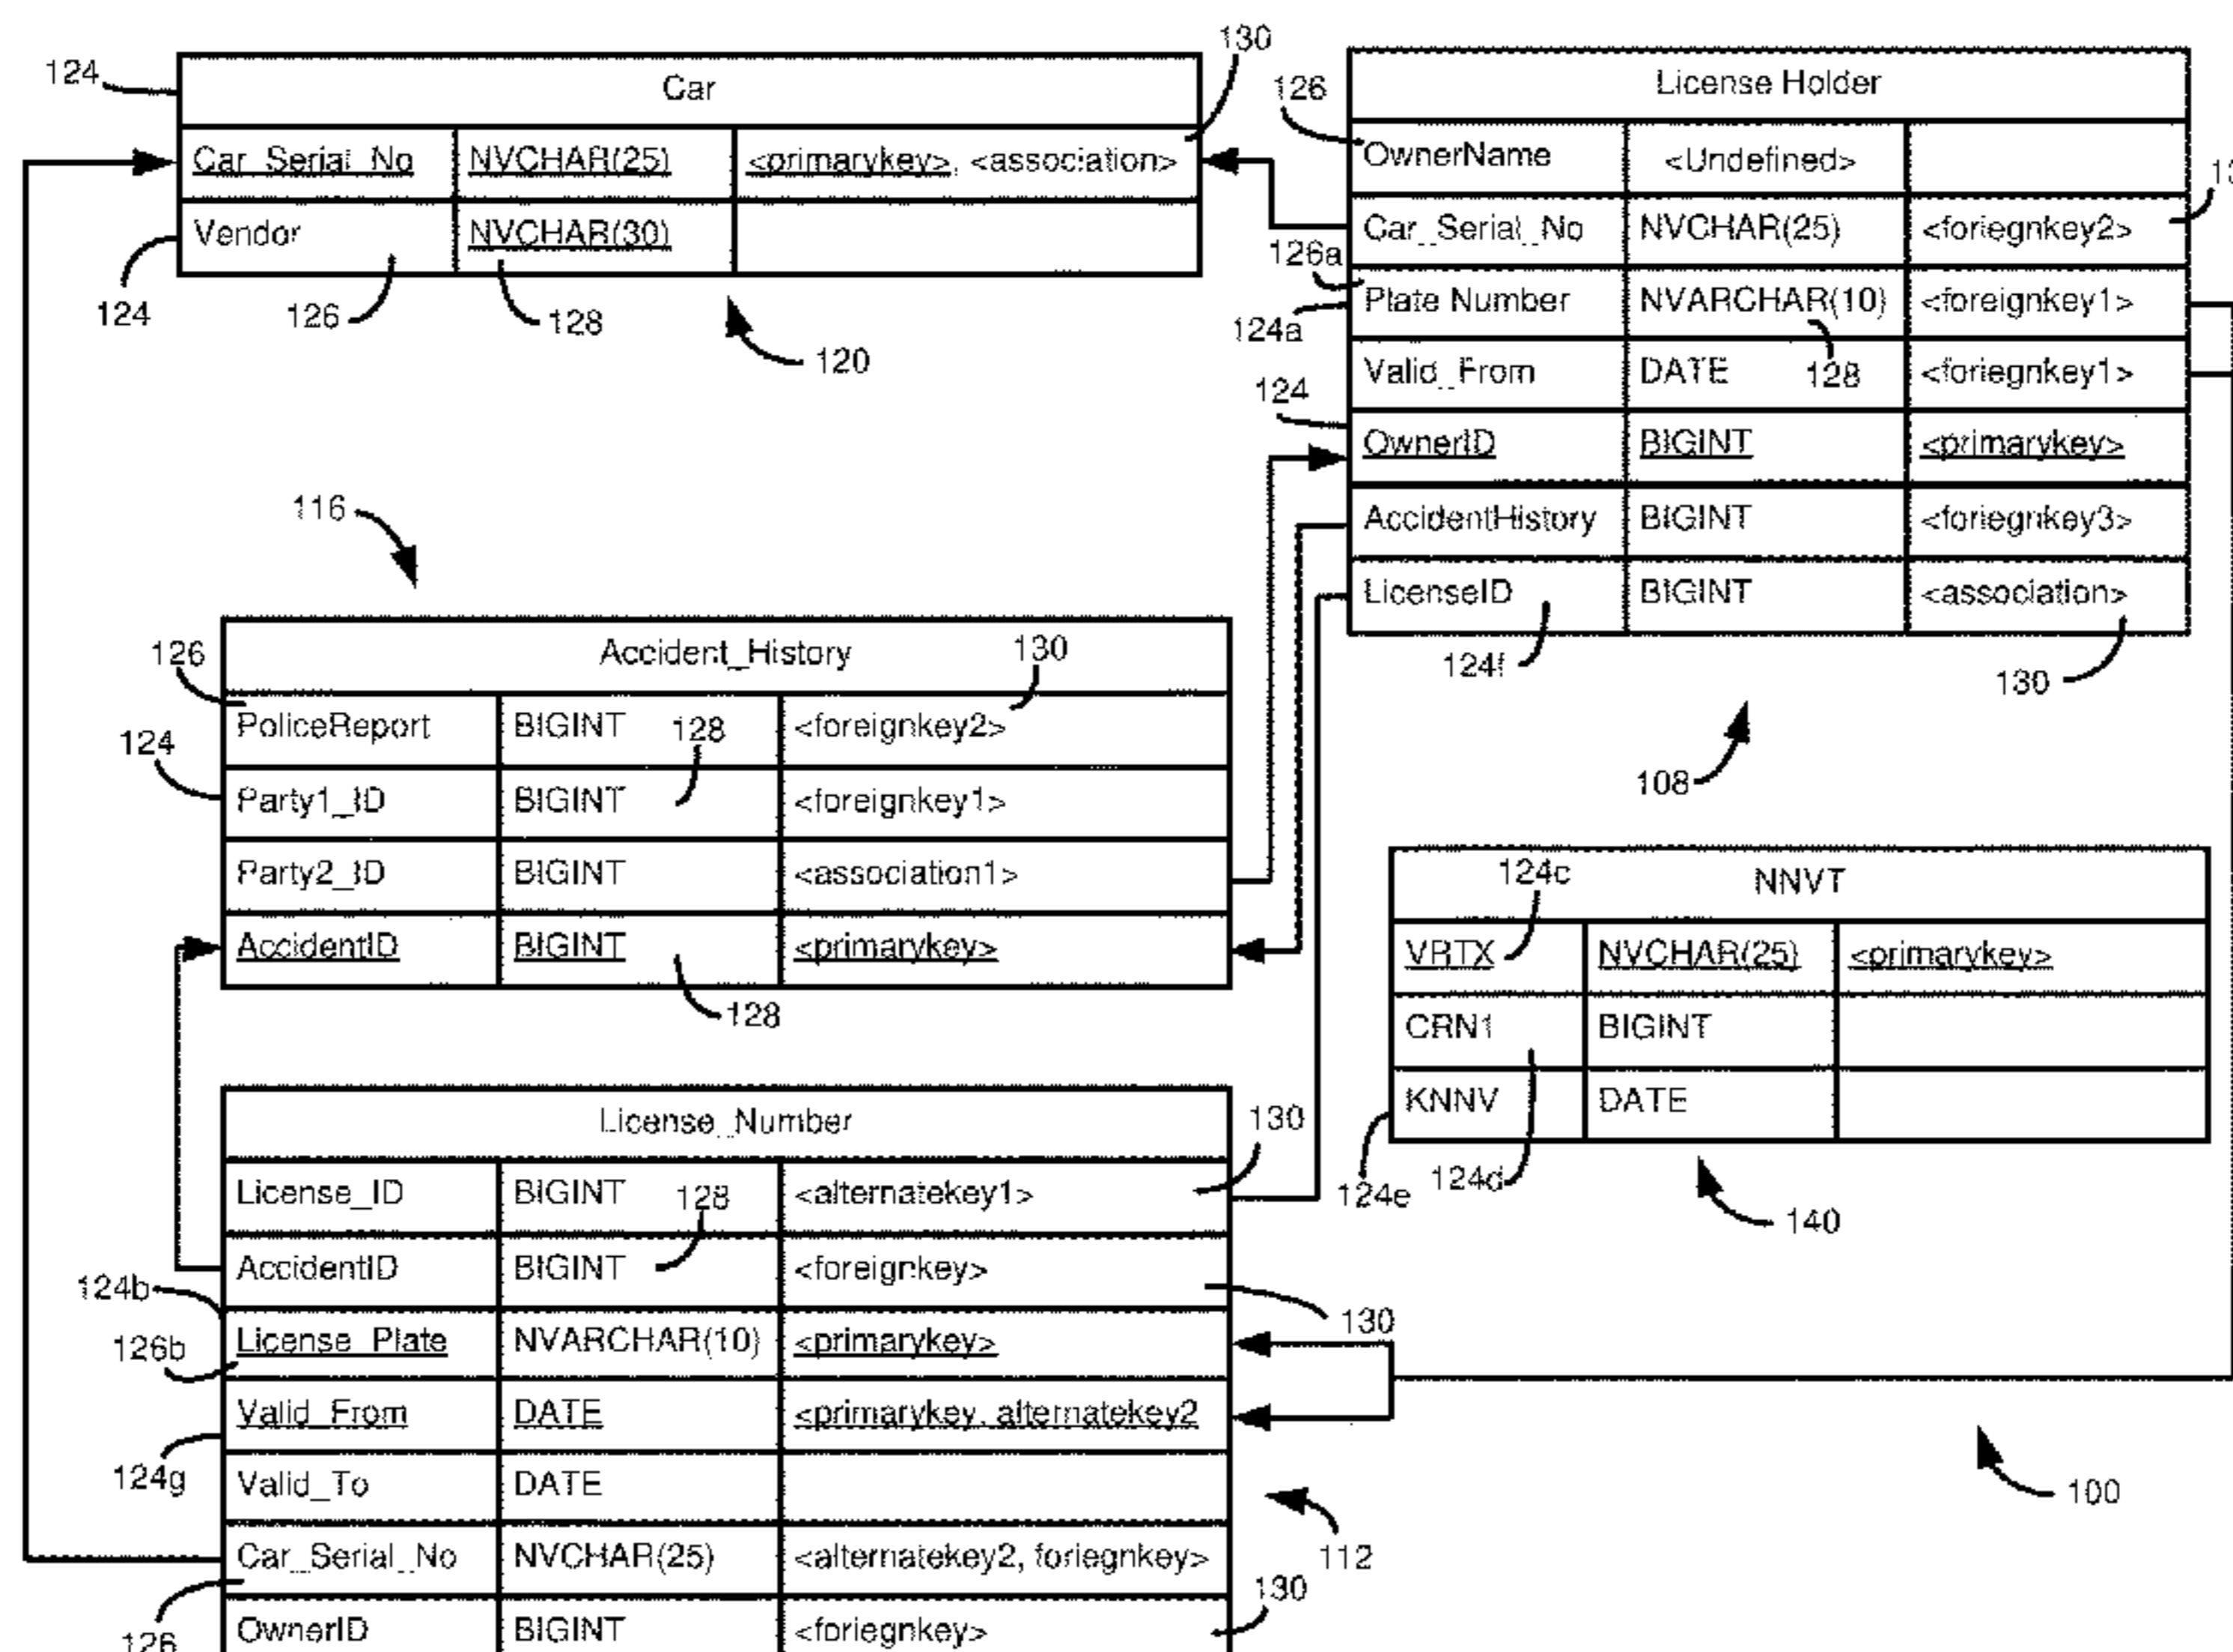 124
Car
130
Car_Serial_No NVCHAR(25) <primarykey>, <association>
Vendor NVCHAR(30)
124
126
128
120
License Holder
126
OwnerName <Undefined>
Car_Serial_No NVCHAR(25) <foriegnkey2>
126a
Plate Number NVARCHAR(10) <foreignkey1>
124a
Valid_From DATE 128 <foriegnkey1>
124
OwnerID BIGINT <primarykey>
AccidentHistory BIGINT <foriegnkey3>
LicenseID BIGINT <association>
124f
130
108
116
Accident_History
126
130
PoliceReport BIGINT 128 <foreignkey2>
124
Party1_ID BIGINT <foreignkey1>
Party2_ID BIGINT <association1>
AccidentID BIGINT <primarykey>
128
124c
NNVT
VRTX NVCHAR(25) <primarykey>
CRN1 BIGINT
KNNV DATE
124e
124d
140
License_Number
130
License_ID BIGINT 128 <alternatekey1>
AccidentID BIGINT <foreignkey>
124b
130
License_Plate NVARCHAR(10) <primarykey>
126b
Valid_From DATE <primarykey, alternatekey2
124g
Valid_To DATE
112
100
Car_Serial_No NVCHAR(25) <alternatekey2, foriegnkey>
130
126
OwnerID BIGINT <foriegnkey>